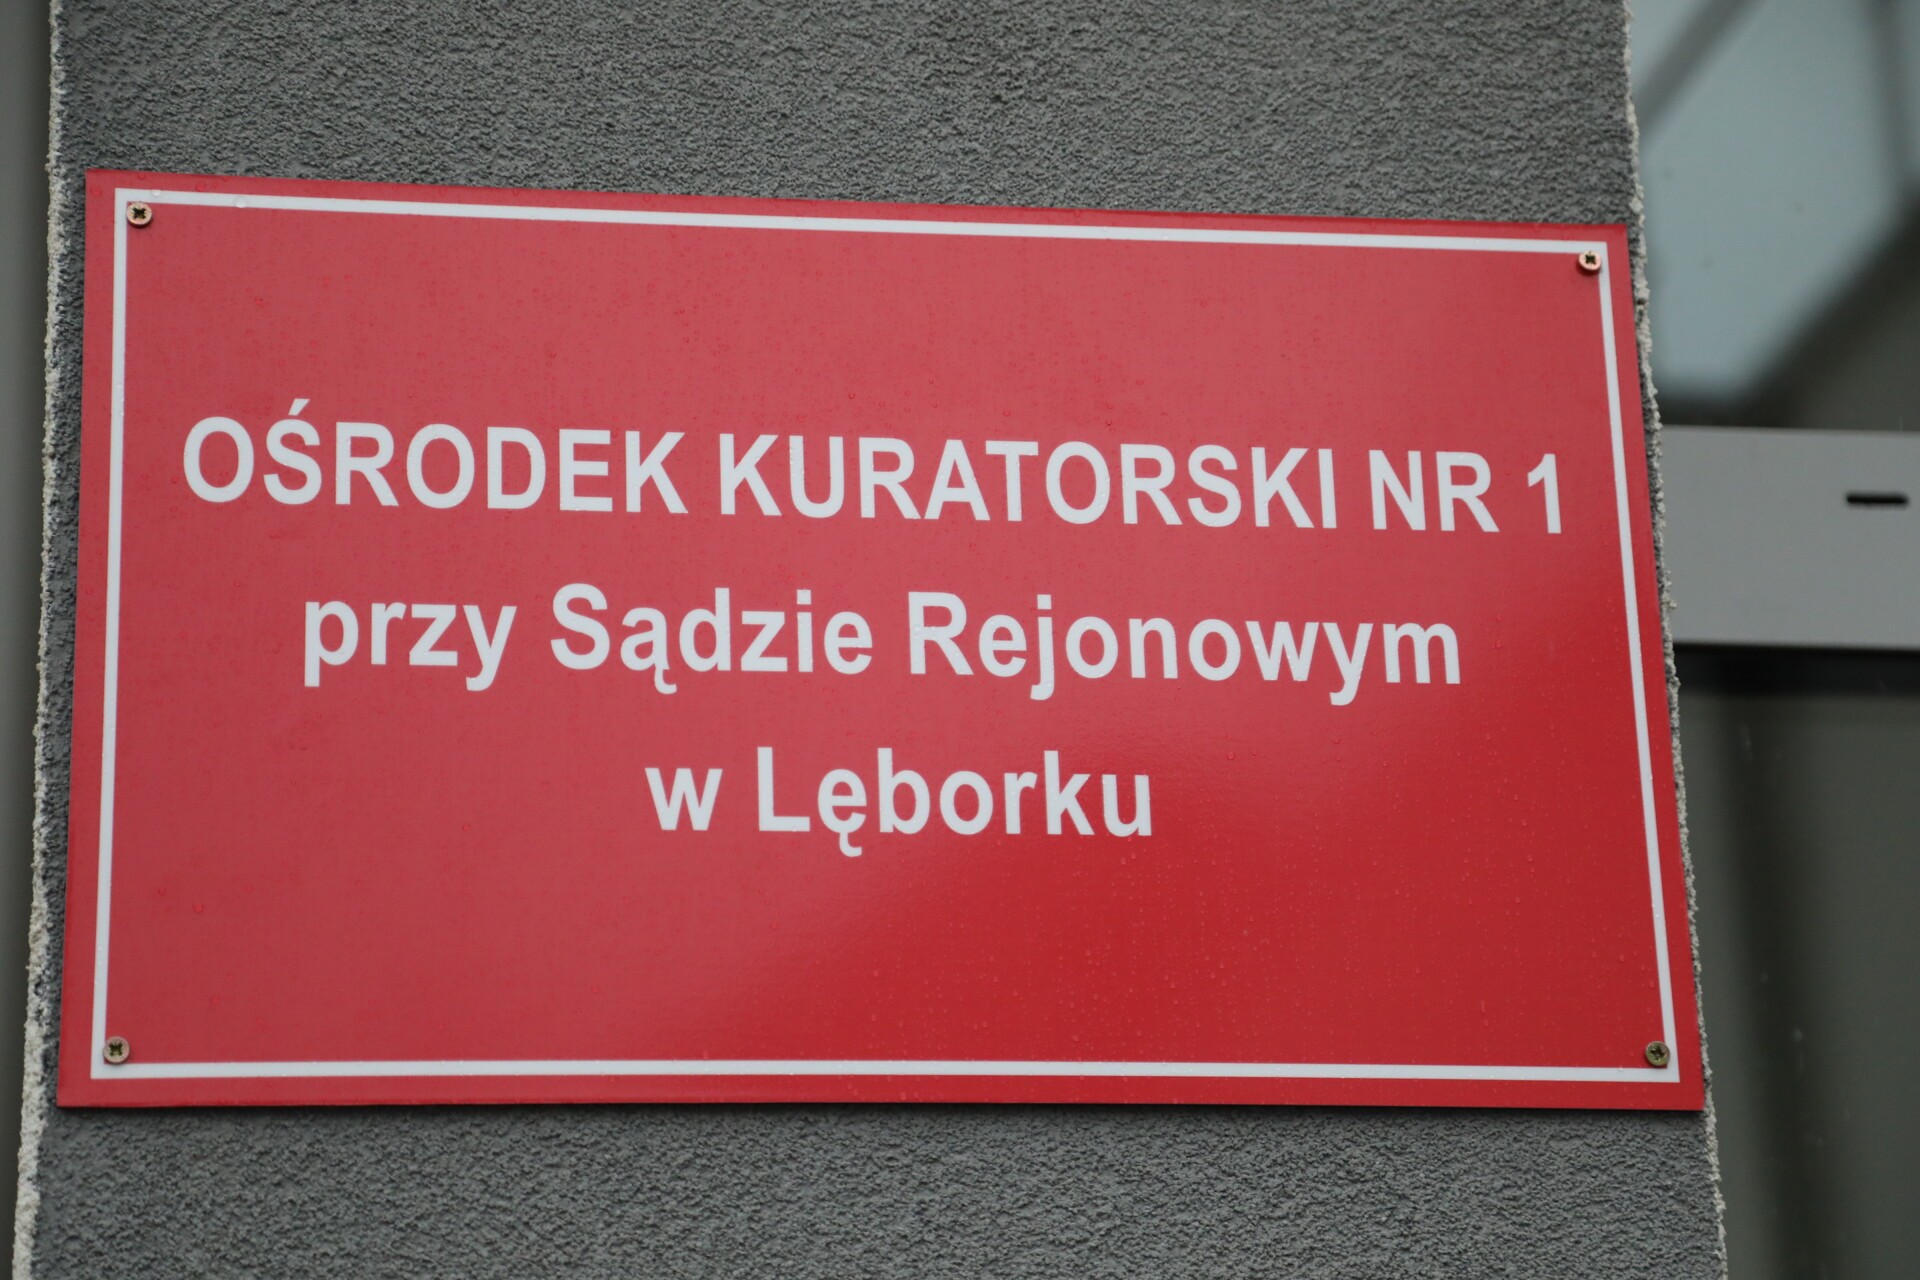 OŚRODEK KURATORSKI NR 1
przy Sądzie Rejonowym
w Lęborku